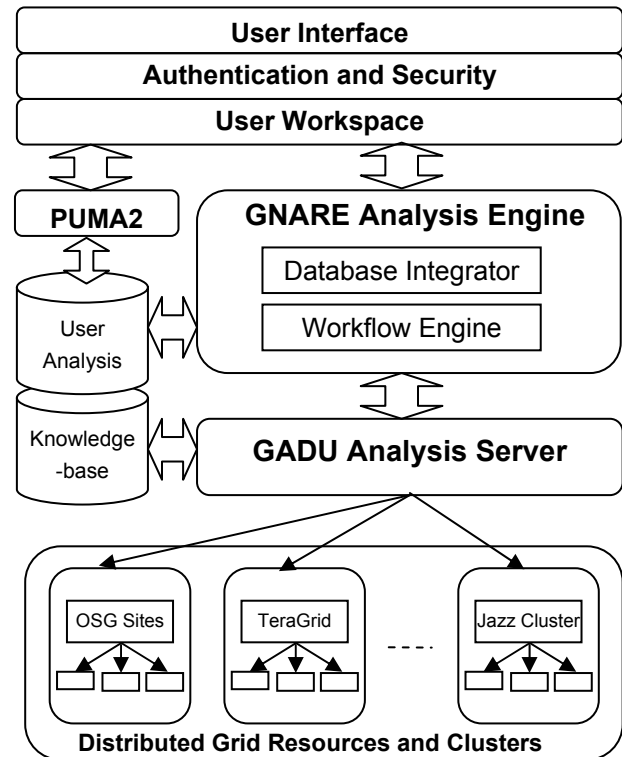 User Interface
Authentication and Security
User Workspace
PUMA2
GNARE Analysis Engine
Database Integrator
Workflow Engine
User
Analysis
Knowledge
-base
GADU Analysis Server
OSG Sites
TeraGrid
Jazz Cluster
Distributed Grid Resources and Clusters